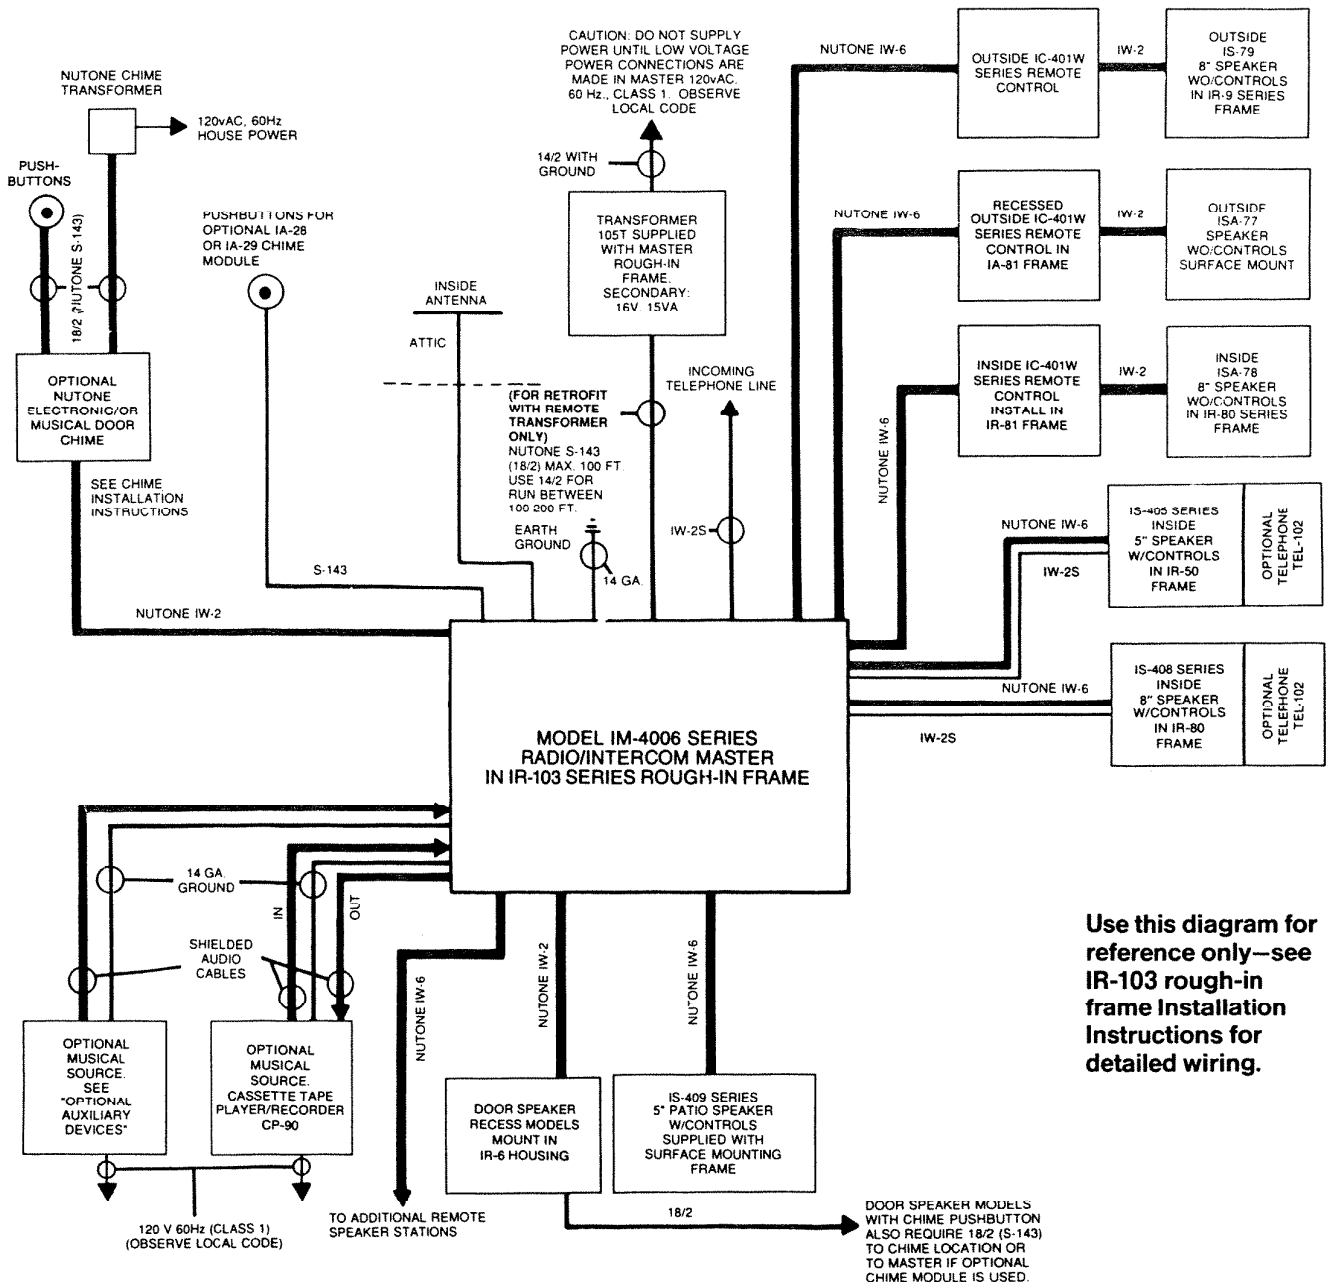 NUTONE CHIME
TRANSFORMER
120vAC, 60Hz
HOUSE POWER
PUSH-
BUTTONS
18/2 (NUTONE S-143)
PUSHBUTTONS FOR
OPTIONAL IA-28
OR IA-29 CHIME
MODULE
OPTIONAL
NUTONE
ELECTRONIC/OR
MUSICAL DOOR
CHIME
SEE CHIME
INSTALLATION
INSTRUCTIONS
NUTONE IW-2
S-143
INSIDE
ANTENNA
ATTIC
CAUTION: DO NOT SUPPLY
POWER UNTIL LOW VOLTAGE
POWER CONNECTIONS ARE
MADE IN MASTER 120vAC.
60 Hz., CLASS 1. OBSERVE
LOCAL CODE
14/2 WITH
GROUND
TRANSFORMER
105T SUPPLIED
WITH MASTER
ROUGH-IN
FRAME.
SECONDARY:
16V. 15VA
(FOR RETROFIT
WITH REMOTE
TRANSFORMER
ONLY)
NUTONE S-143
(18/2) MAX. 100 FT.
USE 14/2 FOR
RUN BETWEEN
100 200 FT.
EARTH
GROUND
14 GA.
INCOMING
TELEPHONE LINE
IW-2S
NUTONE IW-6
OUTSIDE IC-401W
SERIES REMOTE
CONTROL
IW-2
OUTSIDE
IS-79
8" SPEAKER
WO/CONTROLS
IN IR-9 SERIES
FRAME
NUTONE IW-6
RECESSED
OUTSIDE IC-401W
SERIES REMOTE
CONTROL IN
IA-81 FRAME
IW-2
OUTSIDE
ISA-77
SPEAKER
WO/CONTROLS
SURFACE MOUNT
NUTONE IW-6
INSIDE IC-401W
SERIES REMOTE
CONTROL
INSTALL IN
IR-81 FRAME
IW-2
INSIDE
ISA-78
8" SPEAKER
WO/CONTROLS
IN IR-80 SERIES
FRAME
NUTONE IW-6
IW-2S
IS-405 SERIES
INSIDE
5" SPEAKER
W/CONTROLS
IN IR-50
FRAME
OPTIONAL
TELEPHONE
TEL-102
NUTONE IW-6
IW-2S
IS-408 SERIES
INSIDE
8" SPEAKER
W/CONTROLS
IN IR-80
FRAME
OPTIONAL
TELEPHONE
TEL-102
MODEL IM-4006 SERIES
RADIO/INTERCOM MASTER
IN IR-103 SERIES ROUGH-IN FRAME
14 GA.
GROUND
IN
OUT
SHIELDED
AUDIO
CABLES
OPTIONAL
MUSICAL
SOURCE.
SEE
"OPTIONAL
AUXILIARY
DEVICES"
OPTIONAL
MUSICAL
SOURCE.
CASSETTE TAPE
PLAYER/RECORDER
CP-90
120 V 60Hz (CLASS 1)
(OBSERVE LOCAL CODE)
NUTONE IW-6
TO ADDITIONAL REMOTE
SPEAKER STATIONS
NUTONE IW-2
DOOR SPEAKER
RECESS MODELS
MOUNT IN
IR-6 HOUSING
18/2
DOOR SPEAKER MODELS
WITH CHIME PUSHBUTTON
ALSO REQUIRE 18/2 (S-143)
TO CHIME LOCATION OR
TO MASTER IF OPTIONAL
CHIME MODULE IS USED.
NUTONE IW-6
IS-409 SERIES
5" PATIO SPEAKER
W/CONTROLS
SUPPLIED WITH
SURFACE MOUNTING
FRAME
Use this diagram for
reference only—see
IR-103 rough-in
frame Installation
Instructions for
detailed wiring.